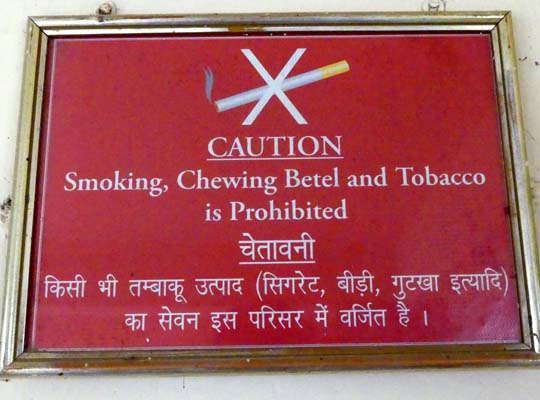 CAUTION
Smoking, Chewing Betel and Tobacco
is Prohibited
चेतावनी
किसी भी तम्बाकू उत्पाद (सिगरेट, बीड़ी, गुटखा इत्यादि)
का सेवन इस परिसर में वर्जित है ।